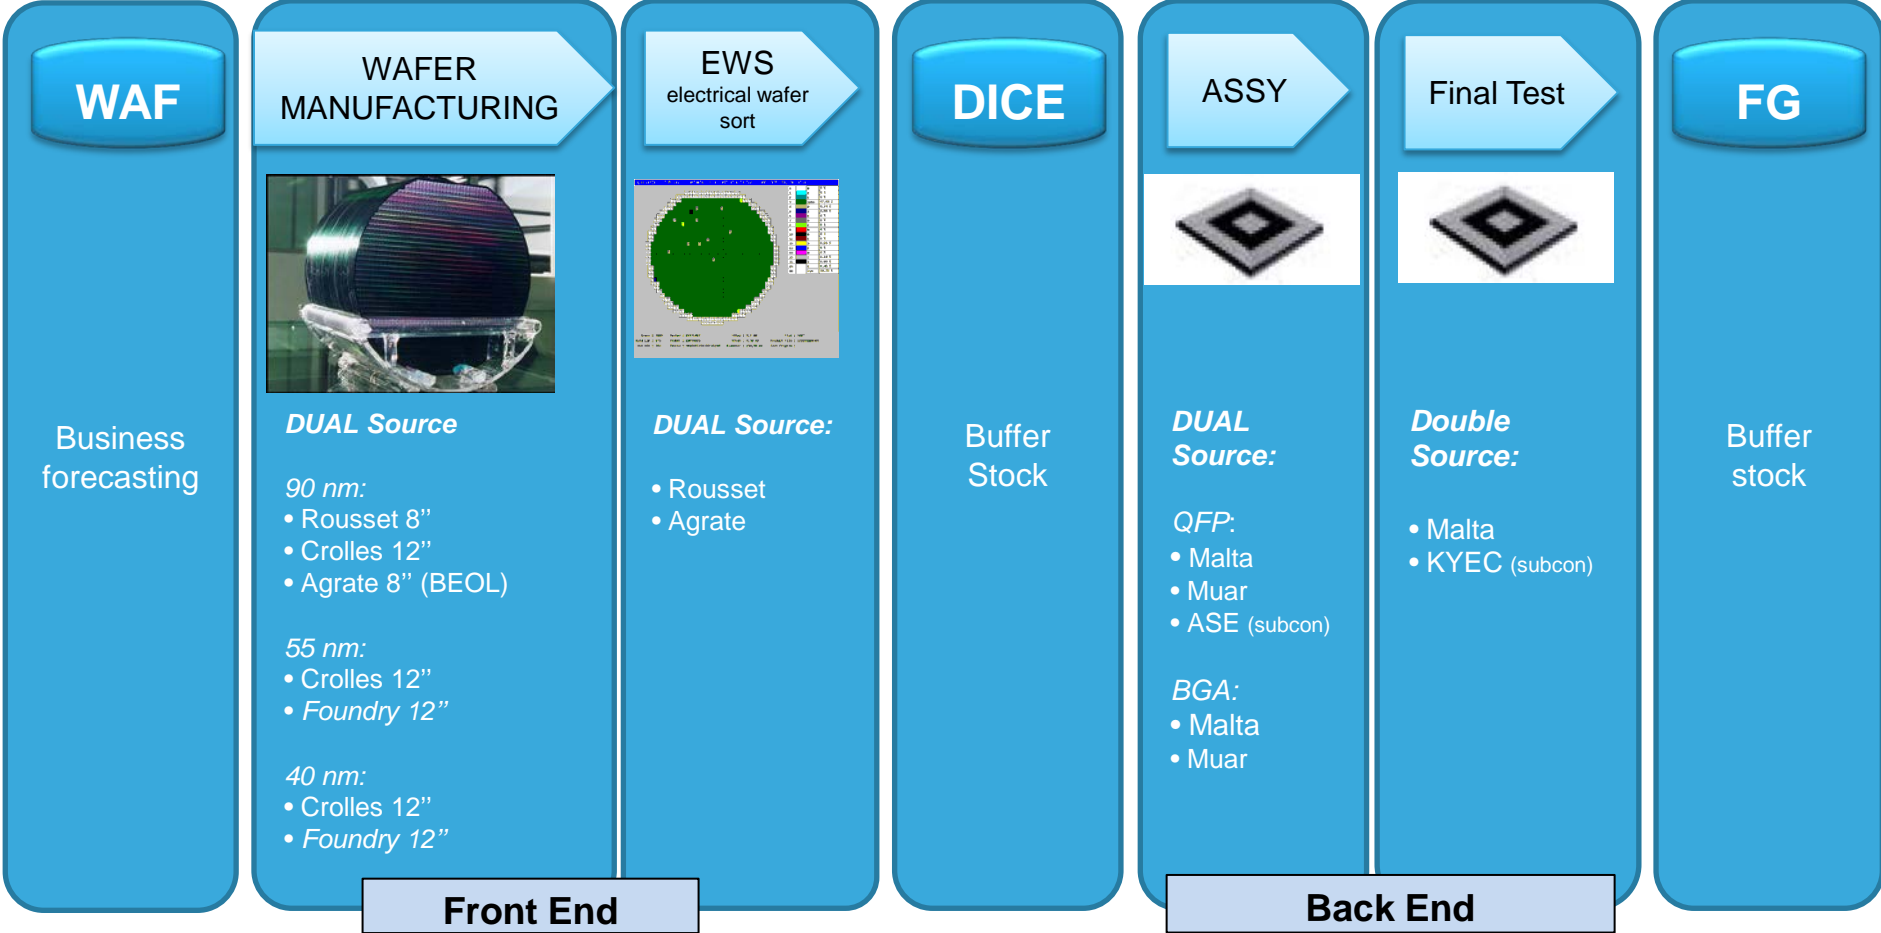 WAF
Business
forecasting
WAFER
MANUFACTURING
DUAL Source
90 nm:
• Rousset 8’’
• Crolles 12’’
• Agrate 8’’ (BEOL)
55 nm:
• Crolles 12’’
• Foundry 12’’
40 nm:
• Crolles 12’’
• Foundry 12’’
EWS
electrical wafer
sort
DUAL Source:
• Rousset
• Agrate
Front End
DICE
Buffer
Stock
ASSY
DUAL
Source:
QFP:
• Malta
• Muar
• ASE (subcon)
BGA:
• Malta
• Muar
Final Test
Double
Source:
• Malta
• KYEC (subcon)
Back End
FG
Buffer
stock